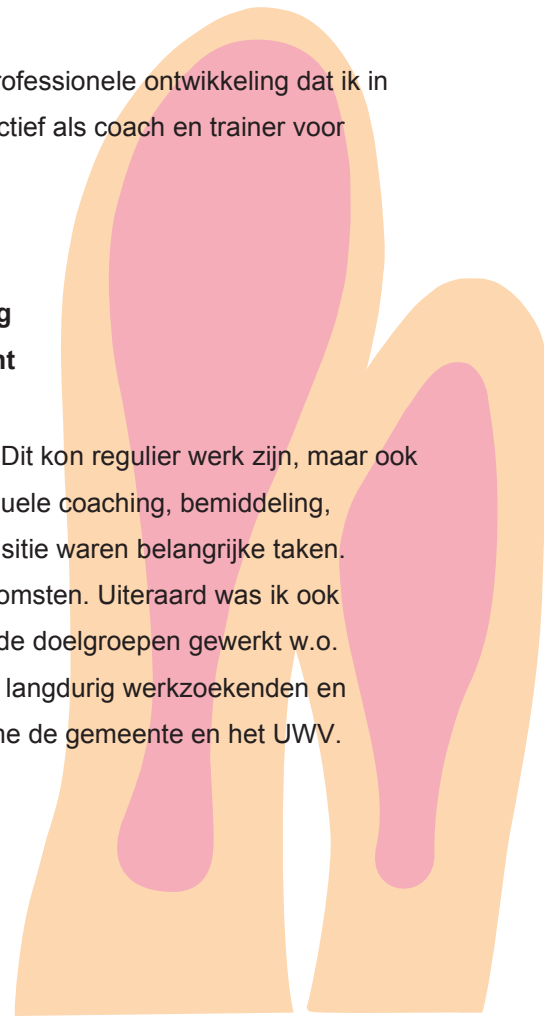 rofessionele ontwikkeling dat ik in
ctief als coach en trainer voor
g
nt
Dit kon regulier werk zijn, maar ook
uele coaching, bemiddeling,
sitie waren belangrijke taken.
omsten. Uiteraard was ik ook
de doelgroepen gewerkt w.o.
langdurig werkzoekenden en
ne de gemeente en het UWV.